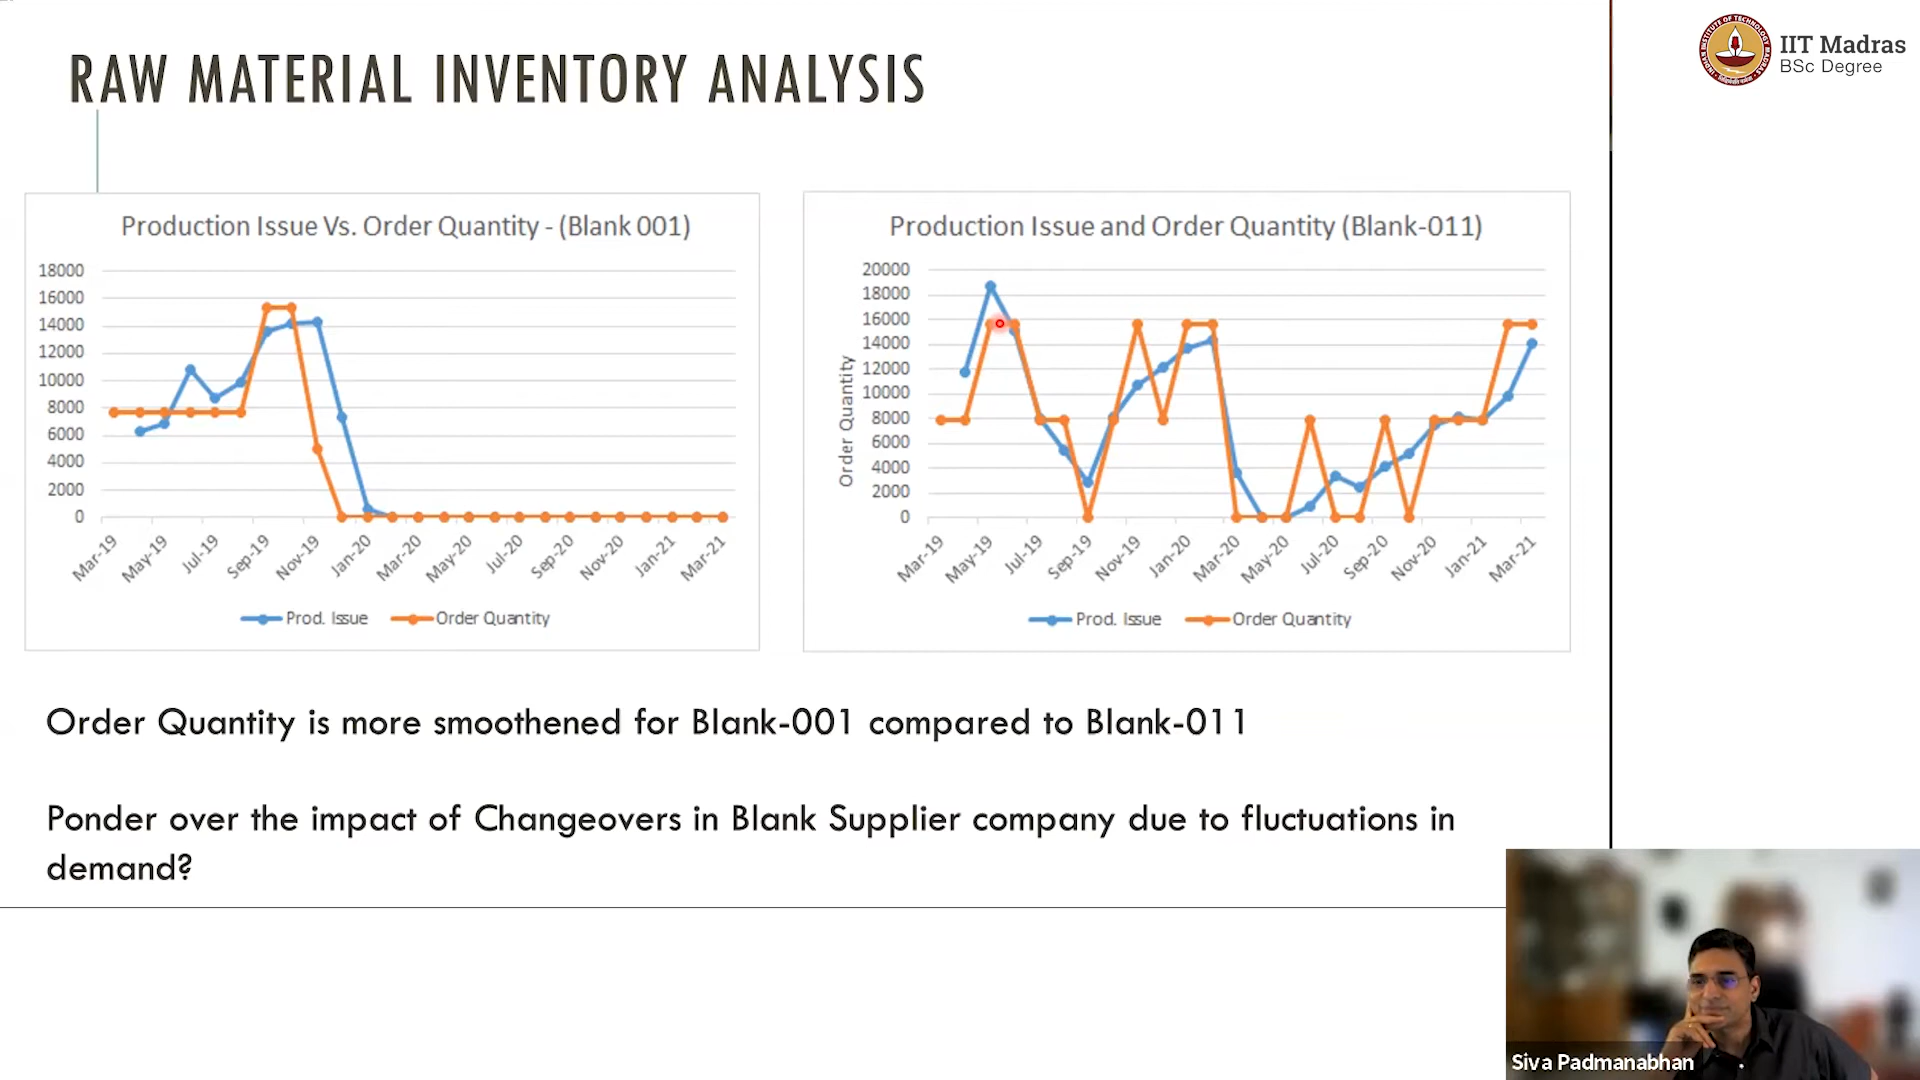 RAW MATERIAL INVENTORY ANALYSIS
IIT Madras
BSc Degree
Production Issue Vs. Order Quantity - (Blank 001)
18000
16000
14000
12000
10000
8000
6000
4000
2000
0
Mar-19 May-19 Jul-19 Sep-19 Nov-19 Jan-20 Mar-20 May-20 Jul-20 Sep-20 Nov-20 Jan-21 Mar-21
Prod. Issue Order Quantity
Production Issue and Order Quantity (Blank-011)
Order Quantity
20000
18000
16000
14000
12000
10000
8000
6000
4000
2000
0
Mar-19 May-19 Jul-19 Sep-19 Nov-19 Jan-20 Mar-20 May-20 Jul-20 Sep-20 Nov-20 Jan-21 Mar-21
Prod. Issue Order Quantity
Order Quantity is more smoothened for Blank-001 compared to Blank-011
Ponder over the impact of Changeovers in Blank Supplier company due to fluctuations in
demand?
Siva Padmanabhan